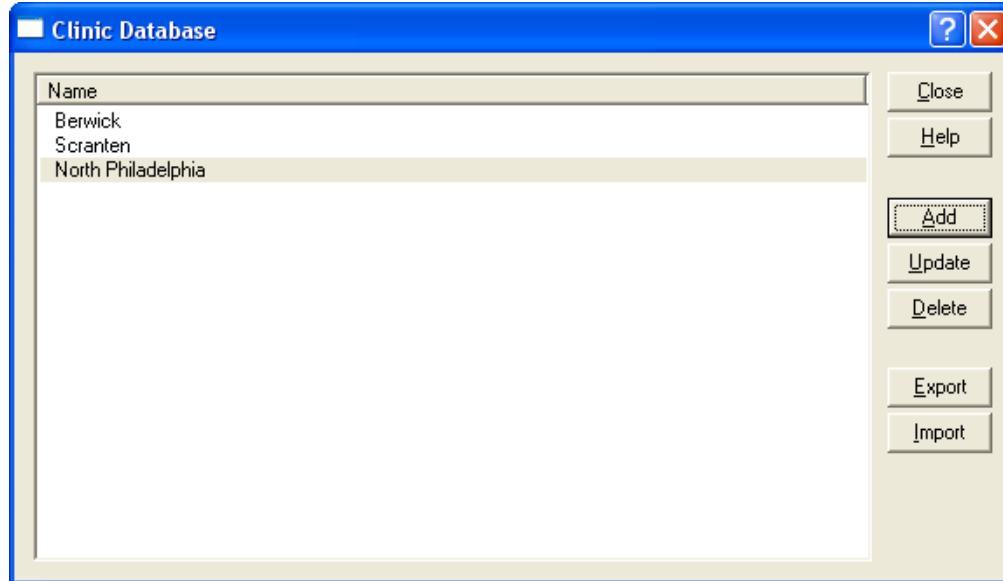 Clinic Database
Name
Berwick
Scranten
North Philadelphia
Close
Help
Add
Update
Delete
Export
Import